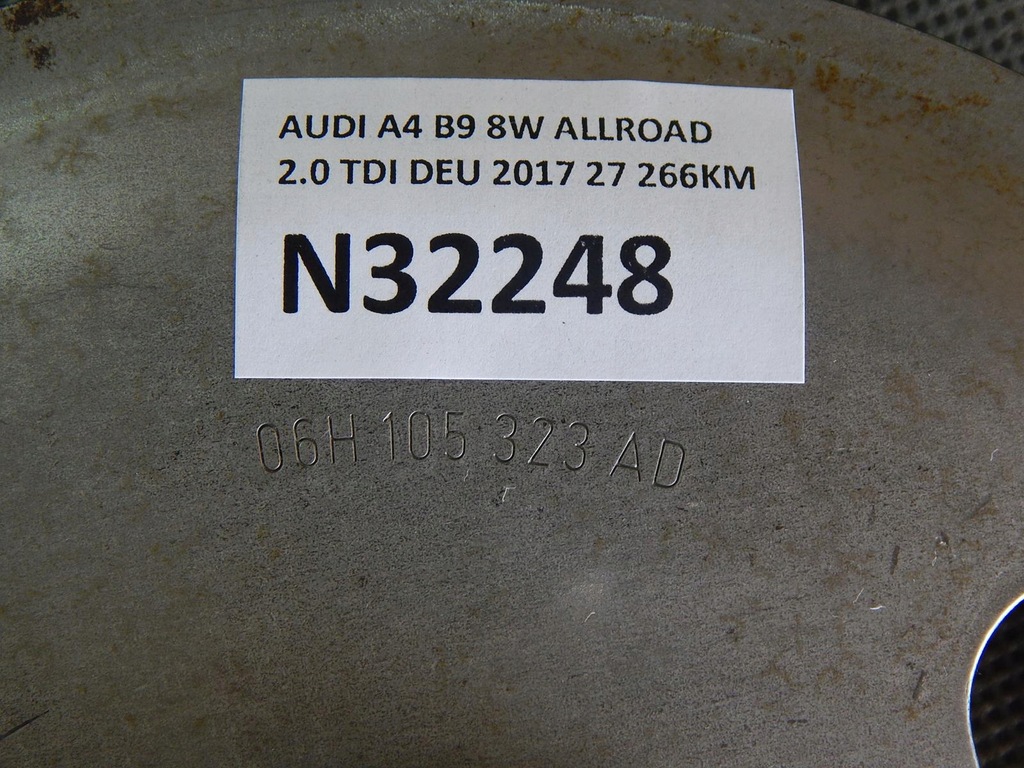 AUDI A4 B9 8W ALLROAD
2.0 TDI DEU 2017 27 266KM
N32248
06H 105 323 AD